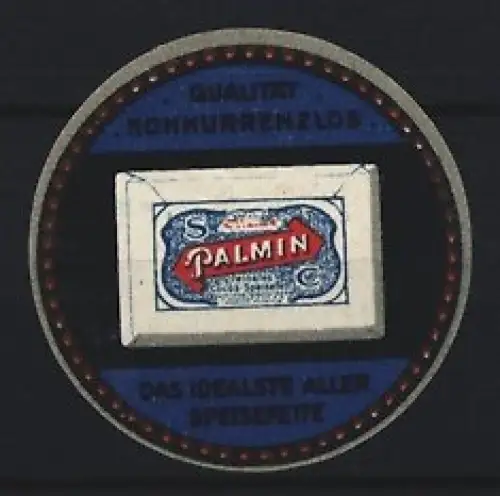 QUALITÄT
KONKURRENZLOS
S
PALMIN
C
DAS IDEALSTE ALLER
SPEISEFETTE